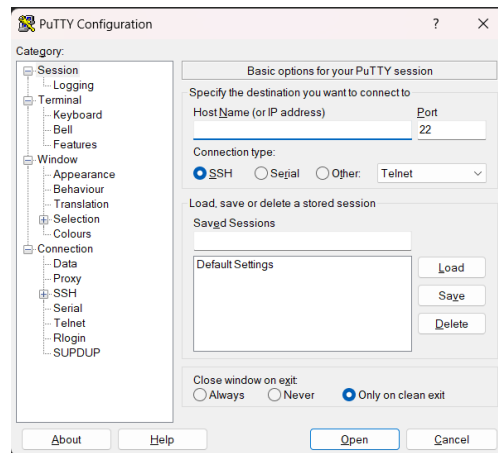 PuTTY Configuration
?
Category:
Session
Logging
Terminal
Keyboard
Bell
Features
Window
Appearance
Behaviour
Translation
Selection
Colours
Connection
Data
Proxy
SSH
Serial
Telnet
Rlogin
SUPDUP
Basic options for your PuTTY session
Specify the destination you want to connect to
Host Name (or IP address) Port
22
Connection type:
SSH Serial Other: Telnet
Load, save or delete a stored session
Saved Sessions
Default Settings
Load
Save
Delete
Close window on exit:
Always Never Only on clean exit
About Help Open Cancel